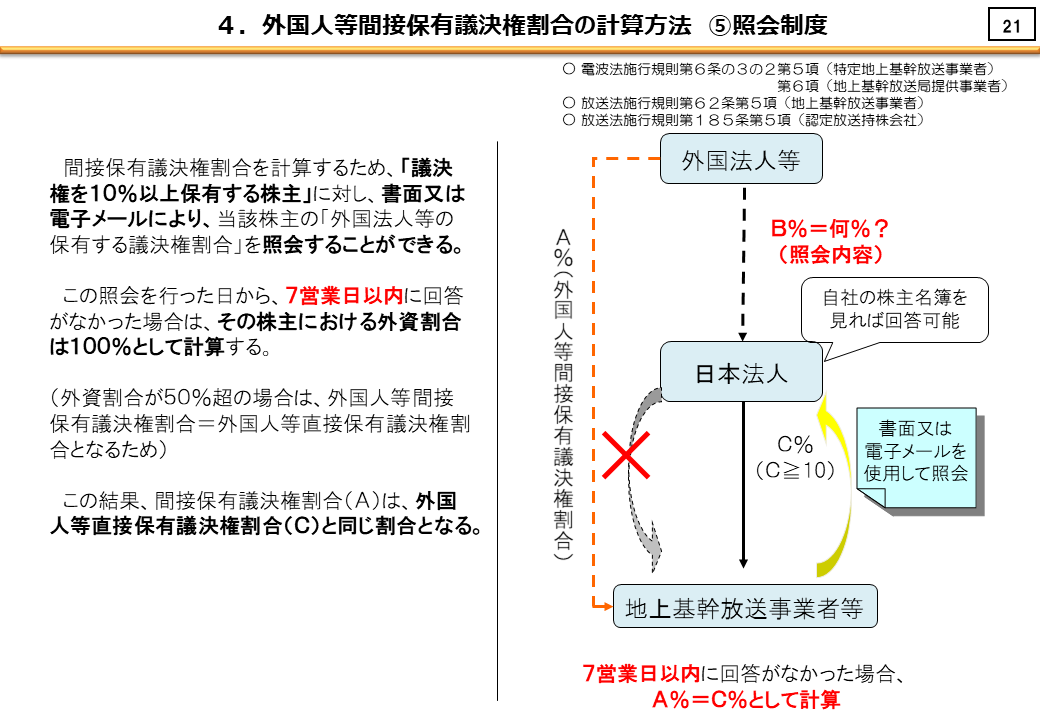 ４．外国人等間接保有議決権割合の計算方法 ⑤照会制度
21
○ 電波法施行規則第６条の３の２第５項（特定地上基幹放送事業者）
第６項（地上基幹放送局提供事業者）
○ 放送法施行規則第６２条第５項（地上基幹放送事業者）
○ 放送法施行規則第１８５条第５項（認定放送持株会社）
間接保有議決権割合を計算するため、「議決
権を１０％以上保有する株主」に対し、書面又は
電子メールにより、当該株主の「外国法人等の
保有する議決権割合」を照会することができる。
この照会を行った日から、７営業日以内に回答
がなかった場合は、その株主における外資割合
は１００％として計算する。
（外資割合が５０％超の場合は、外国人等間接
保有議決権割合＝外国人等直接保有議決権割
合となるため）
この結果、間接保有議決権割合（Ａ）は、外国
人等直接保有議決権割合（Ｃ）と同じ割合となる。
外国法人等
Ｂ％＝何％？
（照会内容）
Ａ％（外国人等間接保有議決権割合）
自社の株主名簿を
見れば回答可能
日本法人
Ｃ％
（Ｃ≧10）
書面又は
電子メールを
使用して照会
地上基幹放送事業者等
７営業日以内に回答がなかった場合、
Ａ％＝Ｃ％として計算